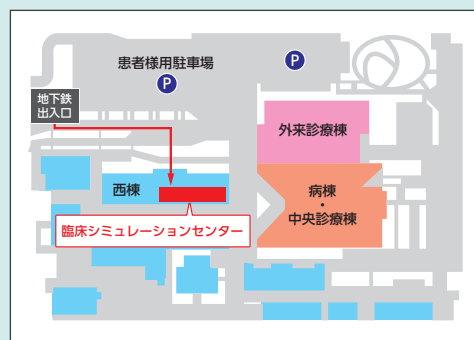 患者様用駐車場
P
P
地下鉄
出入口
外来診療棟
西棟
病棟
・
中央診療棟
臨床シミュレーションセンター